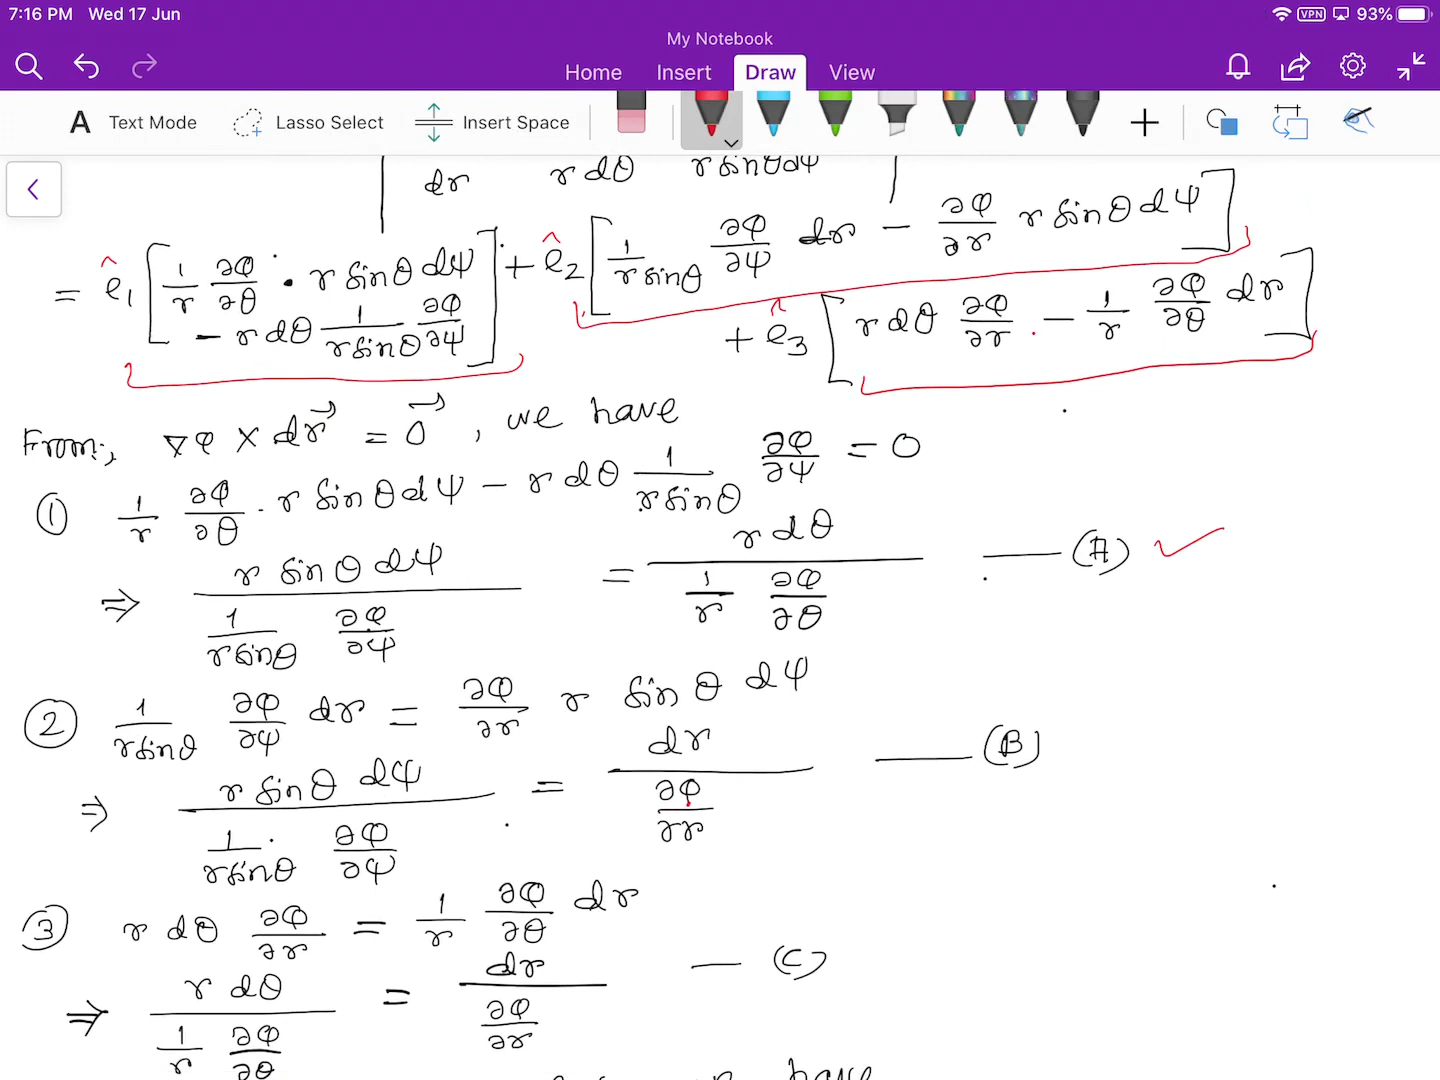 7:16 PM Wed 17 Jun
VPN 93%
My Notebook
Home Insert Draw View
A Text Mode Lasso Select Insert Space
dr r dθ r sinθ dψ
= ê₁ [ 1/r ∂φ/∂θ · r sinθ dψ - r dθ 1/(r sinθ) ∂φ/∂ψ ] + ê₂ [ 1/(r sinθ) ∂φ/∂ψ dr - ∂φ/∂r r sinθ dψ ]
+ ê₃ [ r dθ ∂φ/∂r - 1/r ∂φ/∂θ dr ]
From, ∇φ × dr⃗ = 0⃗, we have
① 1/r ∂φ/∂θ · r sinθ dψ - r dθ 1/(r sinθ) ∂φ/∂ψ = 0
⇒ (r sinθ dψ)/(1/(r sinθ) ∂φ/∂ψ) = (r dθ)/(1/r ∂φ/∂θ) — (A) ✓
② 1/(r sinθ) ∂φ/∂ψ dr = ∂φ/∂r r sinθ dψ
⇒ (r sinθ dψ)/(1/(r sinθ) ∂φ/∂ψ) = dr/(∂φ/∂r) — (B)
③ r dθ ∂φ/∂r = 1/r ∂φ/∂θ dr
⇒ (r dθ)/(1/r ∂φ/∂θ) = dr/(∂φ/∂r) — (C)
have